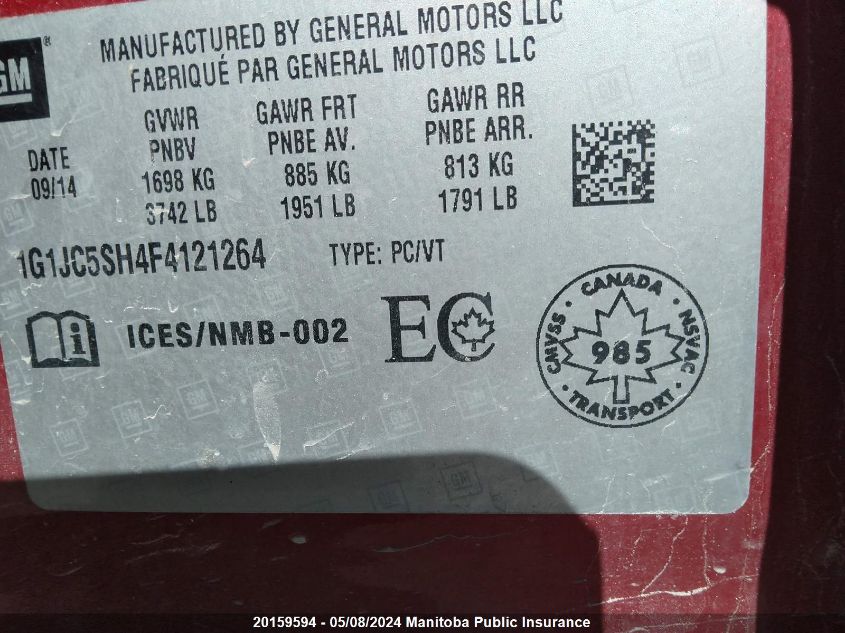 GM®
MANUFACTURED BY GENERAL MOTORS LLC
FABRIQUÉ PAR GENERAL MOTORS LLC
DATE
09/14
GVWR
PNBV
1698 KG
3742 LB
GAWR FRT
PNBE AV.
885 KG
1951 LB
GAWR RR
PNBE ARR.
813 KG
1791 LB
1G1JC5SH4F4121264 TYPE: PC/VT
i ICES/NMB-002 EC
CANADA
CMVSS · NSVAC
985
TRANSPORT
20159594 - 05/08/2024 Manitoba Public Insurance